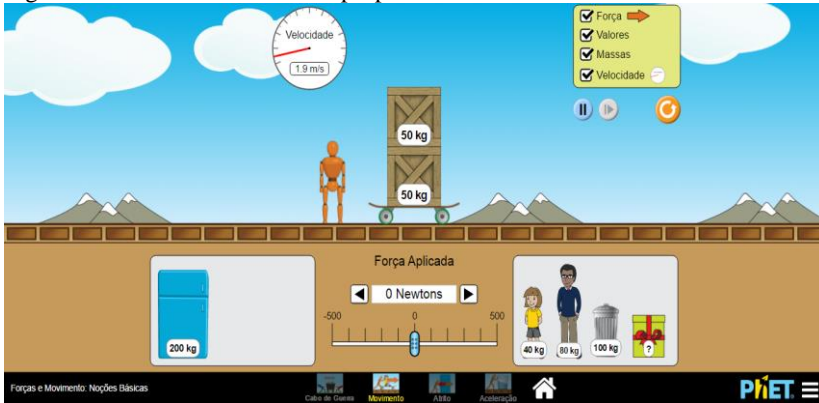 Velocidade
1.9 m/s
Força
Valores
Massas
Velocidade
50 kg
50 kg
Força Aplicada
0 Newtons
-500 0 500
200 kg
40 kg
80 kg
100 kg
?
Forças e Movimento: Noções Básicas
Cabo de Guerra
Movimento
Atrito
Aceleração
PhET